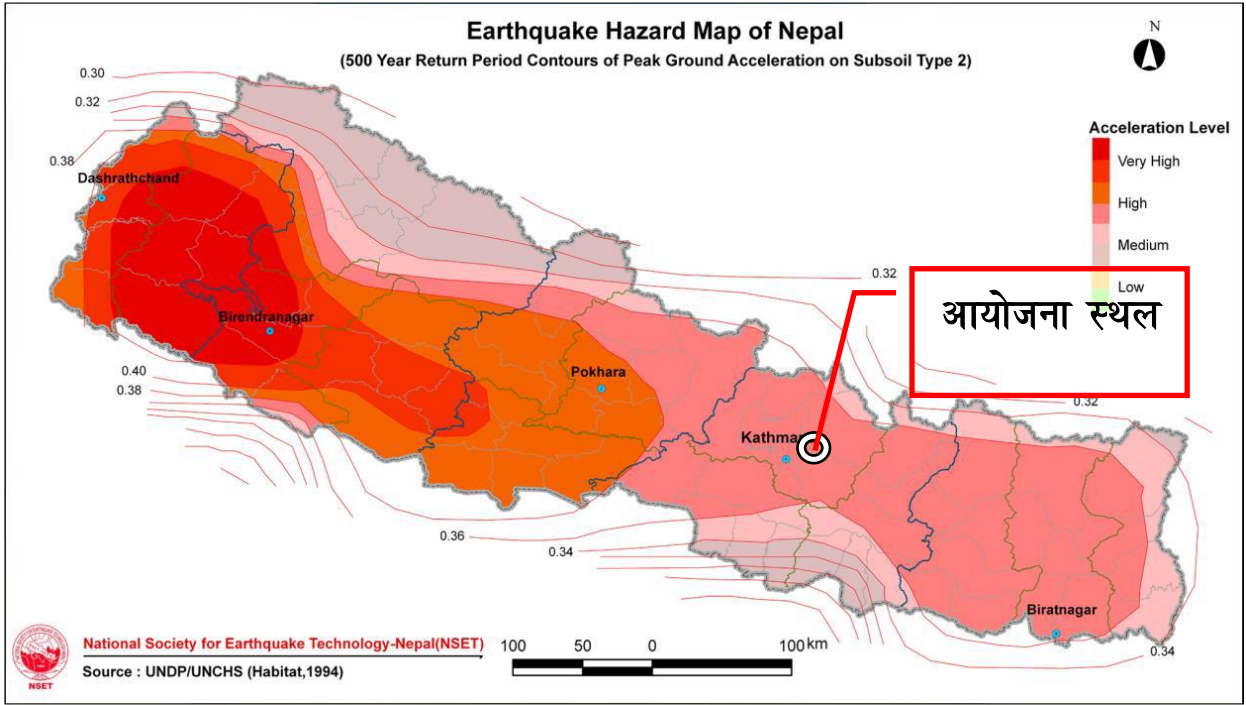 Earthquake Hazard Map of Nepal
(500 Year Return Period Contours of Peak Ground Acceleration on Subsoil Type 2)
N
0.30
0.32
0.38
Dashrathchand
Acceleration Level
Very High
High
Medium
Low
0.32
आयोजना स्थल
Birendranagar
0.40
0.38
Pokhara
0.32
Kathmar
0.36
0.34
Biratnagar
0.34
National Society for Earthquake Technology-Nepal(NSET)
Source : UNDP/UNCHS (Habitat,1994)
NSET
100 50 0 100 km